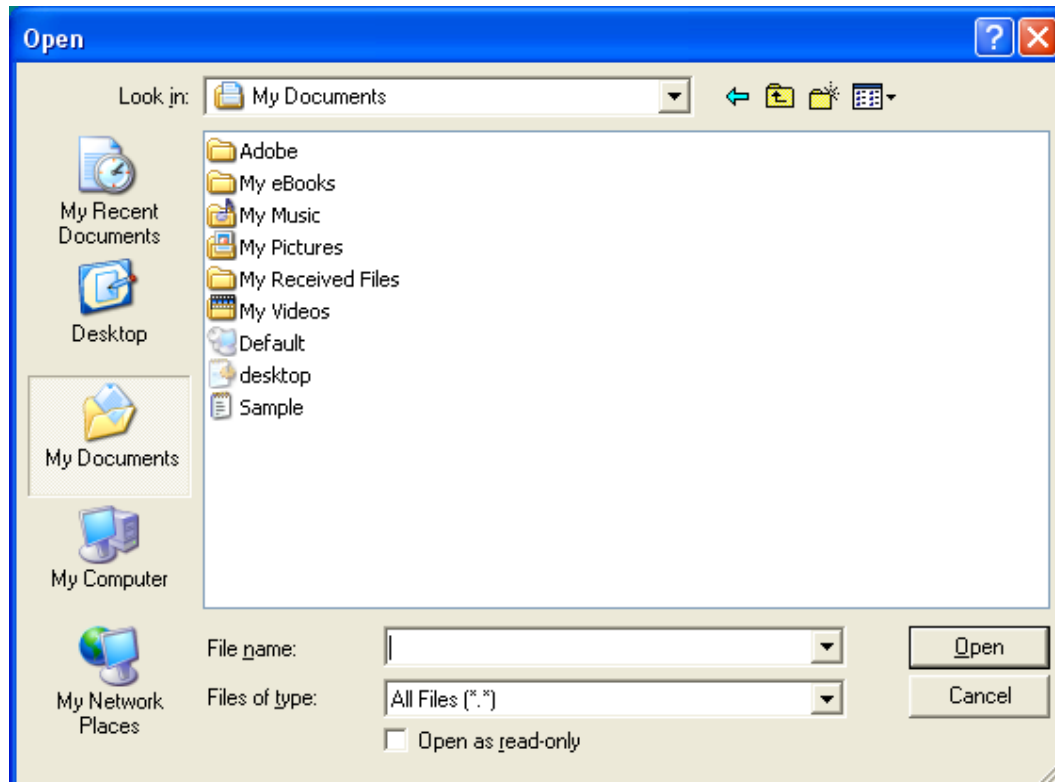 Open
Look in: My Documents
My Recent
Documents
Desktop
My Documents
My Computer
My Network
Places
Adobe
My eBooks
My Music
My Pictures
My Received Files
My Videos
Default
desktop
Sample
File name:
Open
Files of type: All Files (*.*)
Cancel
Open as read-only